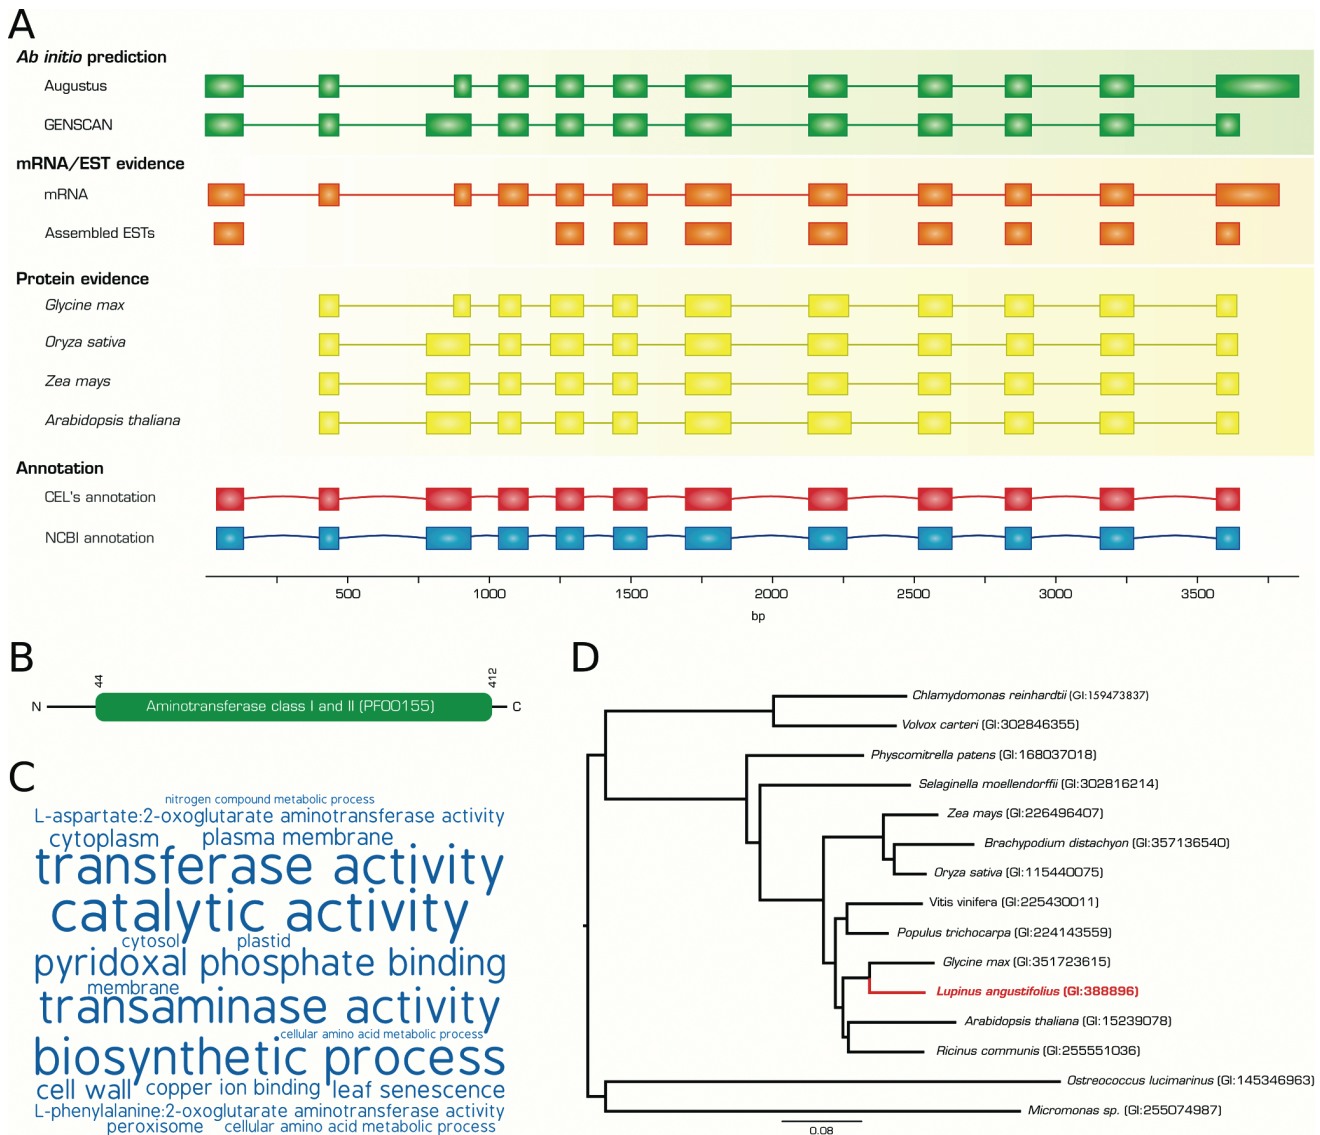 A
Ab initio prediction
Augustus
GENSCAN
mRNA/EST evidence
mRNA
Assembled ESTs
Protein evidence
Glycine max
Oryza sativa
Zea mays
Arabidopsis thaliana
Annotation
CEL's annotation
NCBI annotation
500 1000 1500 2000 2500 3000 3500
bp
B
44
412
N
Aminotransferase class I and II (PF00155)
C
C
nitrogen compound metabolic process
L-aspartate:2-oxoglutarate aminotransferase activity
cytoplasm plasma membrane
transferase activity
catalytic activity
cytosol plastid
pyridoxal phosphate binding
membrane
transaminase activity
cellular amino acid metabolic process
biosynthetic process
cell wall copper ion binding leaf senescence
L-phenylalanine:2-oxoglutarate aminotransferase activity
peroxisome cellular amino acid metabolic process
D
Chlamydomonas reinhardtii (GI:159473837)
Volvox carteri (GI:302846355)
Physcomitrella patens (GI:168037018)
Selaginella moellendorffii (GI:302816214)
Zea mays (GI:226496407)
Brachypodium distachyon (GI:357136540)
Oryza sativa (GI:115440075)
Vitis vinifera (GI:225430011)
Populus trichocarpa (GI:224143559)
Glycine max (GI:351723615)
Lupinus angustifolius (GI:388896)
Arabidopsis thaliana (GI:15239078)
Ricinus communis (GI:255551036)
Ostreococcus lucimarinus (GI:145346963)
Micromonas sp. (GI:255074987)
0.08